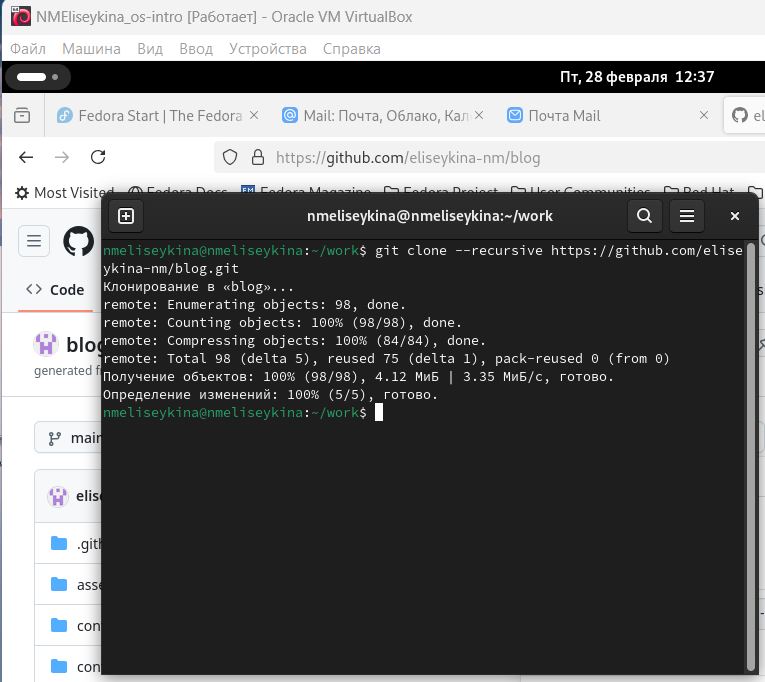 NMEliseykina_os-intro [Работает] - Oracle VM VirtualBox
Файл Машина Вид Ввод Устройства Справка
Пт, 28 февраля 12:37
Fedora Start | The Fedora Mail: Почта, Облако, Кал Почта Mail el
https://github.com/eliseykina-nm/blog
Most Visited Fedora Docs Fedora Magazine Fedora Project User Communities Red Hat
nmeliseykina@nmeliseykina:~/work
nmeliseykina@nmeliseykina:~/work$ git clone --recursive https://github.com/elise
ykina-nm/blog.git
Клонирование в «blog»...
remote: Enumerating objects: 98, done.
remote: Counting objects: 100% (98/98), done.
remote: Compressing objects: 100% (84/84), done.
remote: Total 98 (delta 5), reused 75 (delta 1), pack-reused 0 (from 0)
Получение объектов: 100% (98/98), 4.12 МиБ | 3.35 МиБ/с, готово.
Определение изменений: 100% (5/5), готово.
nmeliseykina@nmeliseykina:~/work$
Code
blog
generated f
main
elise
.gith
asse
con
con